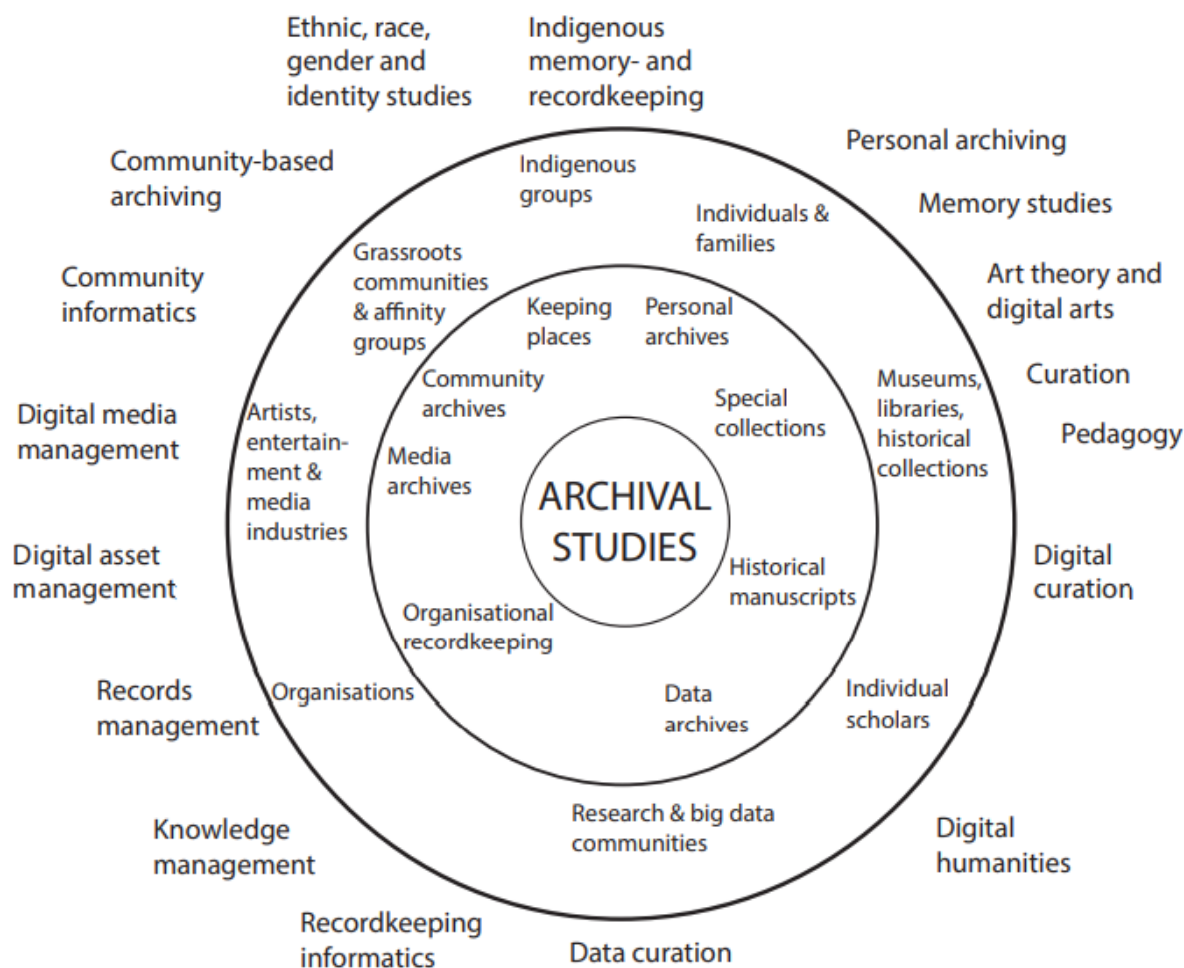 Ethnic, race,
gender and
identity studies
Indigenous
memory- and
recordkeeping
Personal archiving
Community-based
archiving
Memory studies
Community
informatics
Art theory and
digital arts
Curation
Digital media
management
Pedagogy
Digital asset
management
Digital
curation
Records
management
Knowledge
management
Digital
humanities
Recordkeeping
informatics
Data curation
Indigenous
groups
Individuals &
families
Grassroots
communities
& affinity
groups
Museums,
libraries,
historical
collections
Artists,
entertain-
ment &
media
industries
Organisations
Individual
scholars
Research & big data
communities
Keeping
places
Personal
archives
Community
archives
Special
collections
Media
archives
Historical
manuscripts
Organisational
recordkeeping
Data
archives
ARCHIVAL
STUDIES